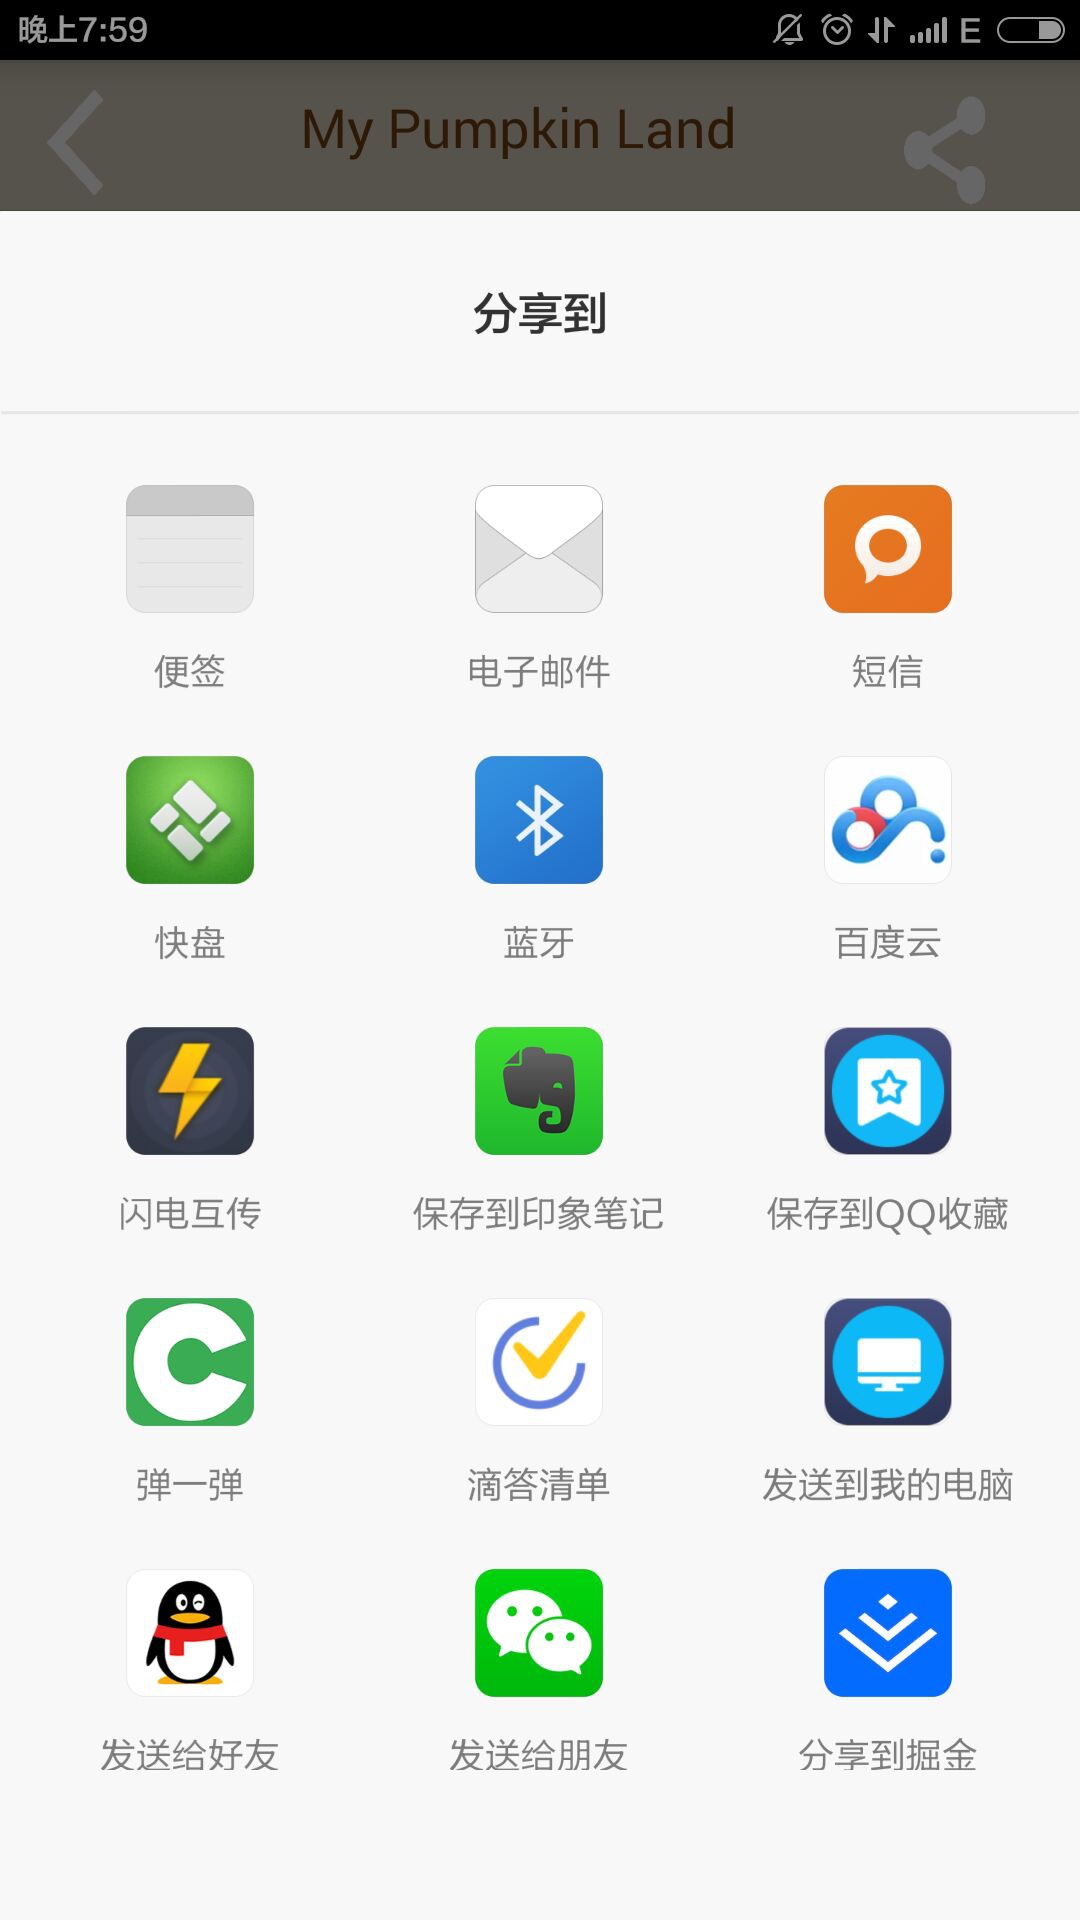 晚上7:59
E
My Pumpkin Land
分享到
便签
电子邮件
短信
快盘
蓝牙
百度云
闪电互传
保存到印象笔记
保存到QQ收藏
弹一弹
滴答清单
发送到我的电脑
发送给好友
发送给朋友
分享到掘金